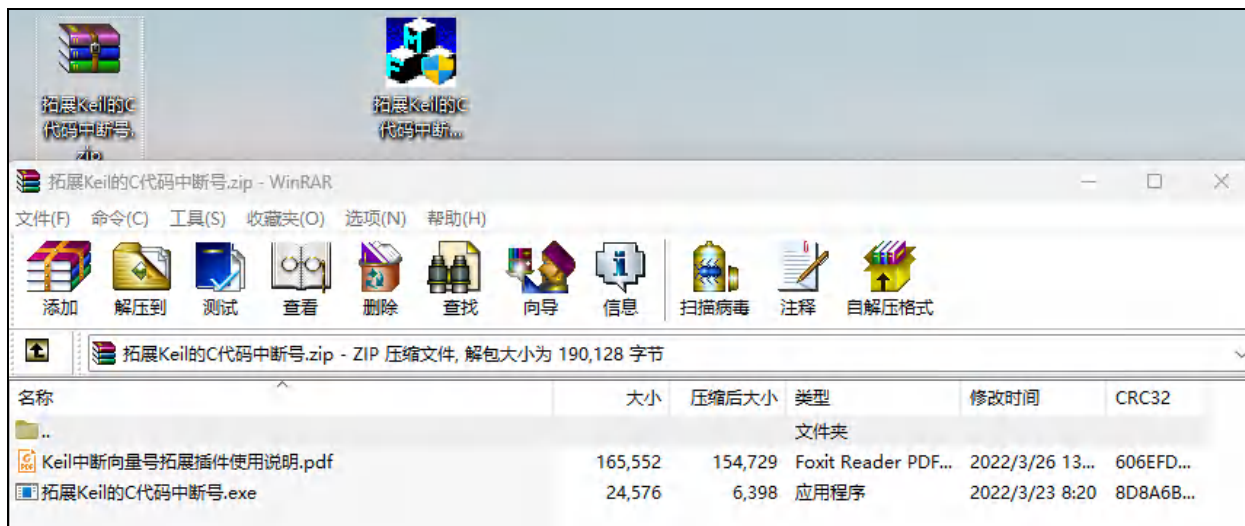 拓展Keil的C
代码中断号.
zip
拓展Keil的C
代码中断...
拓展Keil的C代码中断号.zip - WinRAR
文件(F) 命令(C) 工具(S) 收藏夹(O) 选项(N) 帮助(H)
添加 解压到 测试 查看 删除 查找 向导 信息 扫描病毒 注释 自解压格式
拓展Keil的C代码中断号.zip - ZIP 压缩文件, 解包大小为 190,128 字节
名称 大小 压缩后大小 类型 修改时间 CRC32
.. 文件夹
Keil中断向量号拓展插件使用说明.pdf 165,552 154,729 Foxit Reader PDF... 2022/3/26 13... 606EFD...
拓展Keil的C代码中断号.exe 24,576 6,398 应用程序 2022/3/23 8:20 8D8A6B...